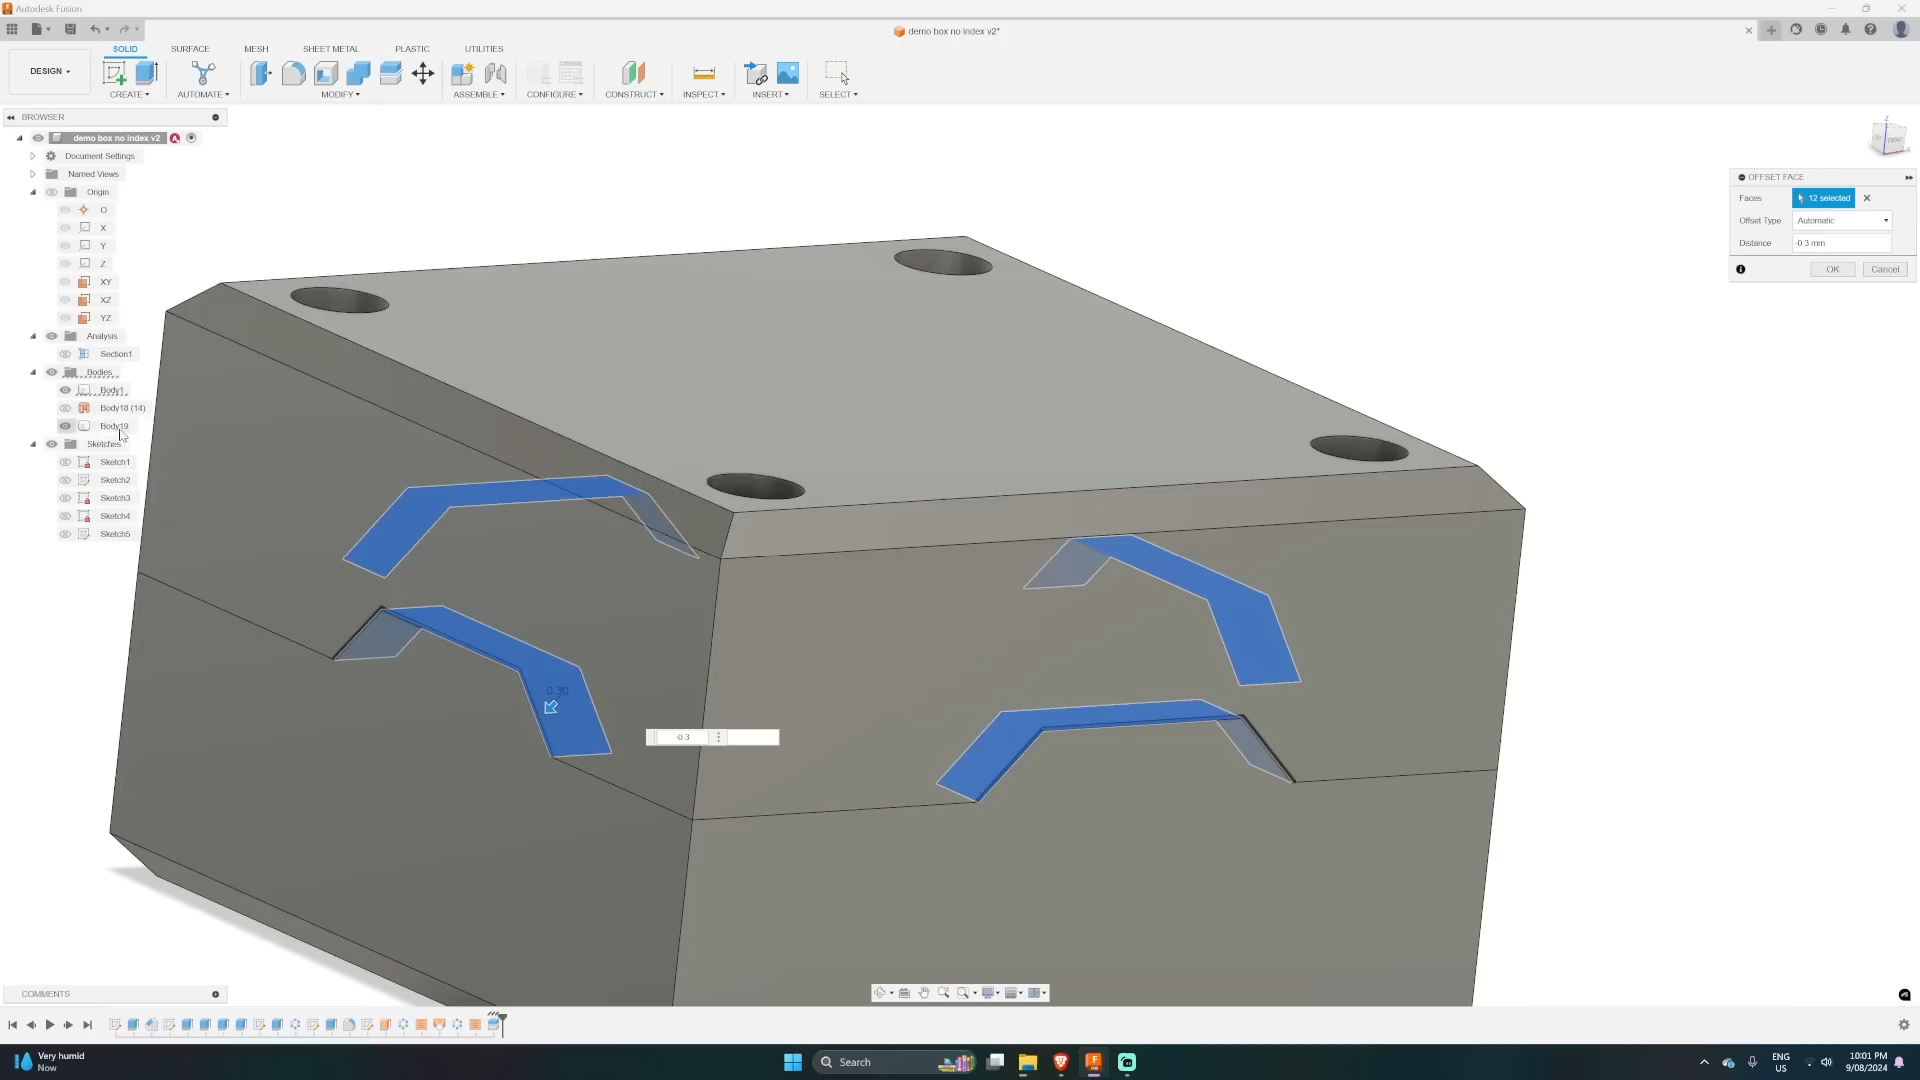 Autodesk Fusion
demo box no index v2*
SOLID SURFACE MESH SHEET METAL PLASTIC UTILITIES
DESIGN
CREATE AUTOMATE MODIFY ASSEMBLE CONFIGURE CONSTRUCT INSPECT INSERT SELECT
BROWSER
demo box no index v2
Document Settings
Named Views
Origin
O
X
Y
Z
XY
XZ
YZ
Analysis
Section1
Bodies
Body1
Body18 (14)
Body19
Sketches
Sketch1
Sketch2
Sketch3
Sketch4
Sketch5
Z
FRONT
OFFSET FACE
Faces 12 selected
Offset Type Automatic
Distance -0.3 mm
OK Cancel
0.30
-0.3
COMMENTS
Very humid
Now
Search
ENG
US
10:01 PM
9/08/2024